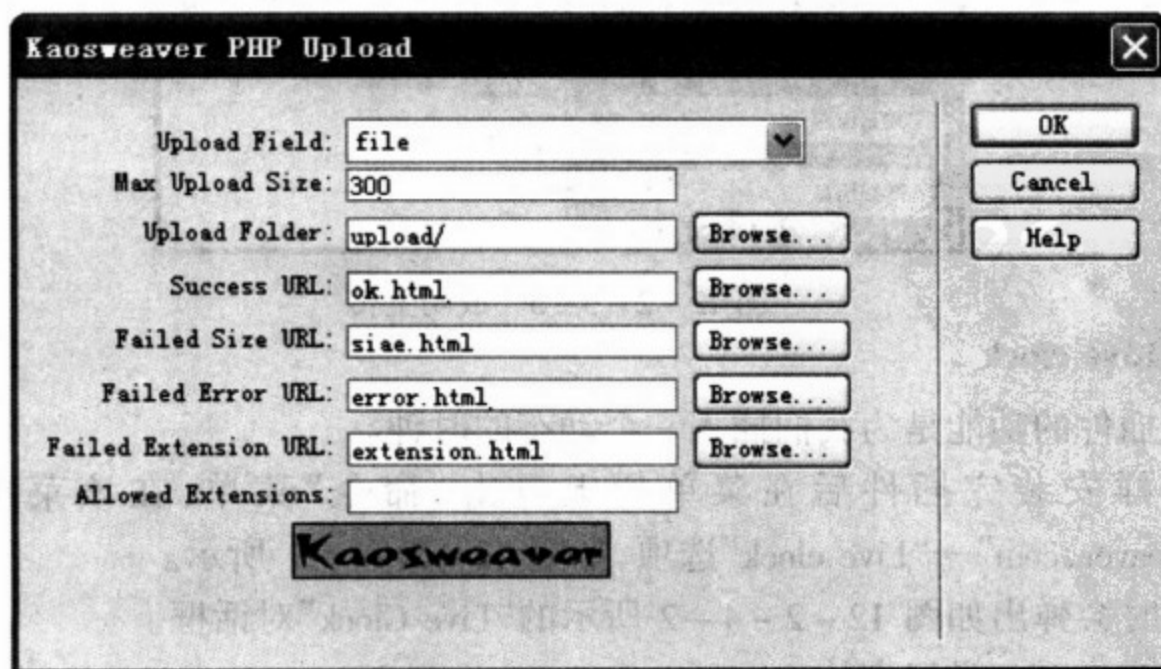 Kaosweaver PHP Upload
Upload Field: file
OK
Max Upload Size: 300
Cancel
Upload Folder: upload/ Browse...
Help
Success URL: ok.html Browse...
Failed Size URL: siae.html Browse...
Failed Error URL: error.html Browse...
Failed Extension URL: extension.html Browse...
Allowed Extensions:
Kaosweaver